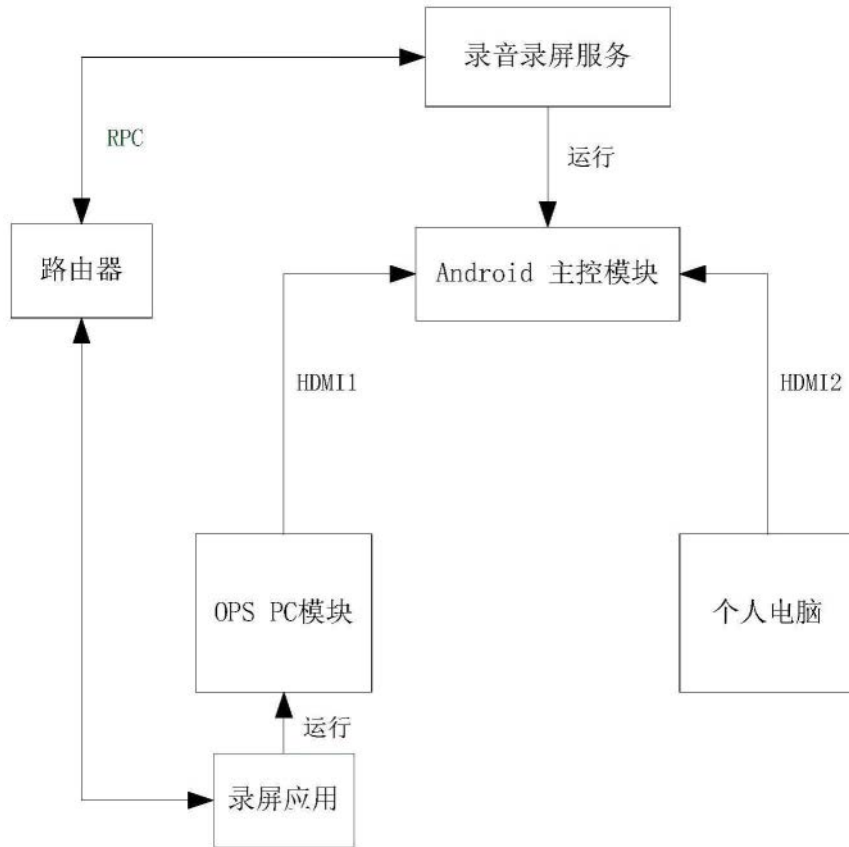 录音录屏服务
RPC
运行
路由器
Android 主控模块
HDMI1
HDMI2
OPS PC模块
个人电脑
运行
录屏应用